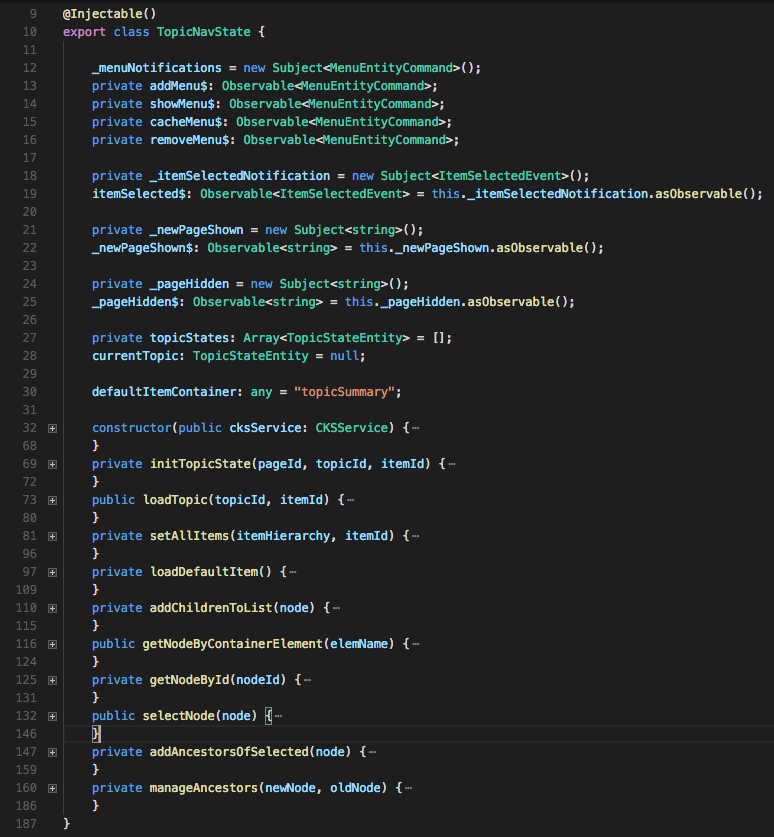 9 @Injectable()
10 export class TopicNavState {
11
12 _menuNotifications = new Subject<MenuEntityCommand>();
13 private addMenu$: Observable<MenuEntityCommand>;
14 private showMenu$: Observable<MenuEntityCommand>;
15 private cacheMenu$: Observable<MenuEntityCommand>;
16 private removeMenu$: Observable<MenuEntityCommand>;
17
18 private _itemSelectedNotification = new Subject<ItemSelectedEvent>();
19 itemSelected$: Observable<ItemSelectedEvent> = this._itemSelectedNotification.asObservable();
20
21 private _newPageShown = new Subject<string>();
22 _newPageShown$: Observable<string> = this._newPageShown.asObservable();
23
24 private _pageHidden = new Subject<string>();
25 _pageHidden$: Observable<string> = this._pageHidden.asObservable();
26
27 private topicStates: Array<TopicStateEntity> = [];
28 currentTopic: TopicStateEntity = null;
29
30 defaultItemContainer: any = "topicSummary";
31
32 constructor(public cksService: CKSService) {…
68 }
69 private initTopicState(pageId, topicId, itemId) {…
72 }
73 public loadTopic(topicId, itemId) {…
80 }
81 private setAllItems(itemHierarchy, itemId) {…
96 }
97 private loadDefaultItem() {…
109 }
110 private addChildrenToList(node) {…
115 }
116 public getNodeByContainerElement(elemName) {…
124 }
125 private getNodeById(nodeId) {…
131 }
132 public selectNode(node) {…
146 }
147 private addAncestorsOfSelected(node) {…
159 }
160 private manageAncestors(newNode, oldNode) {…
186 }
187 }